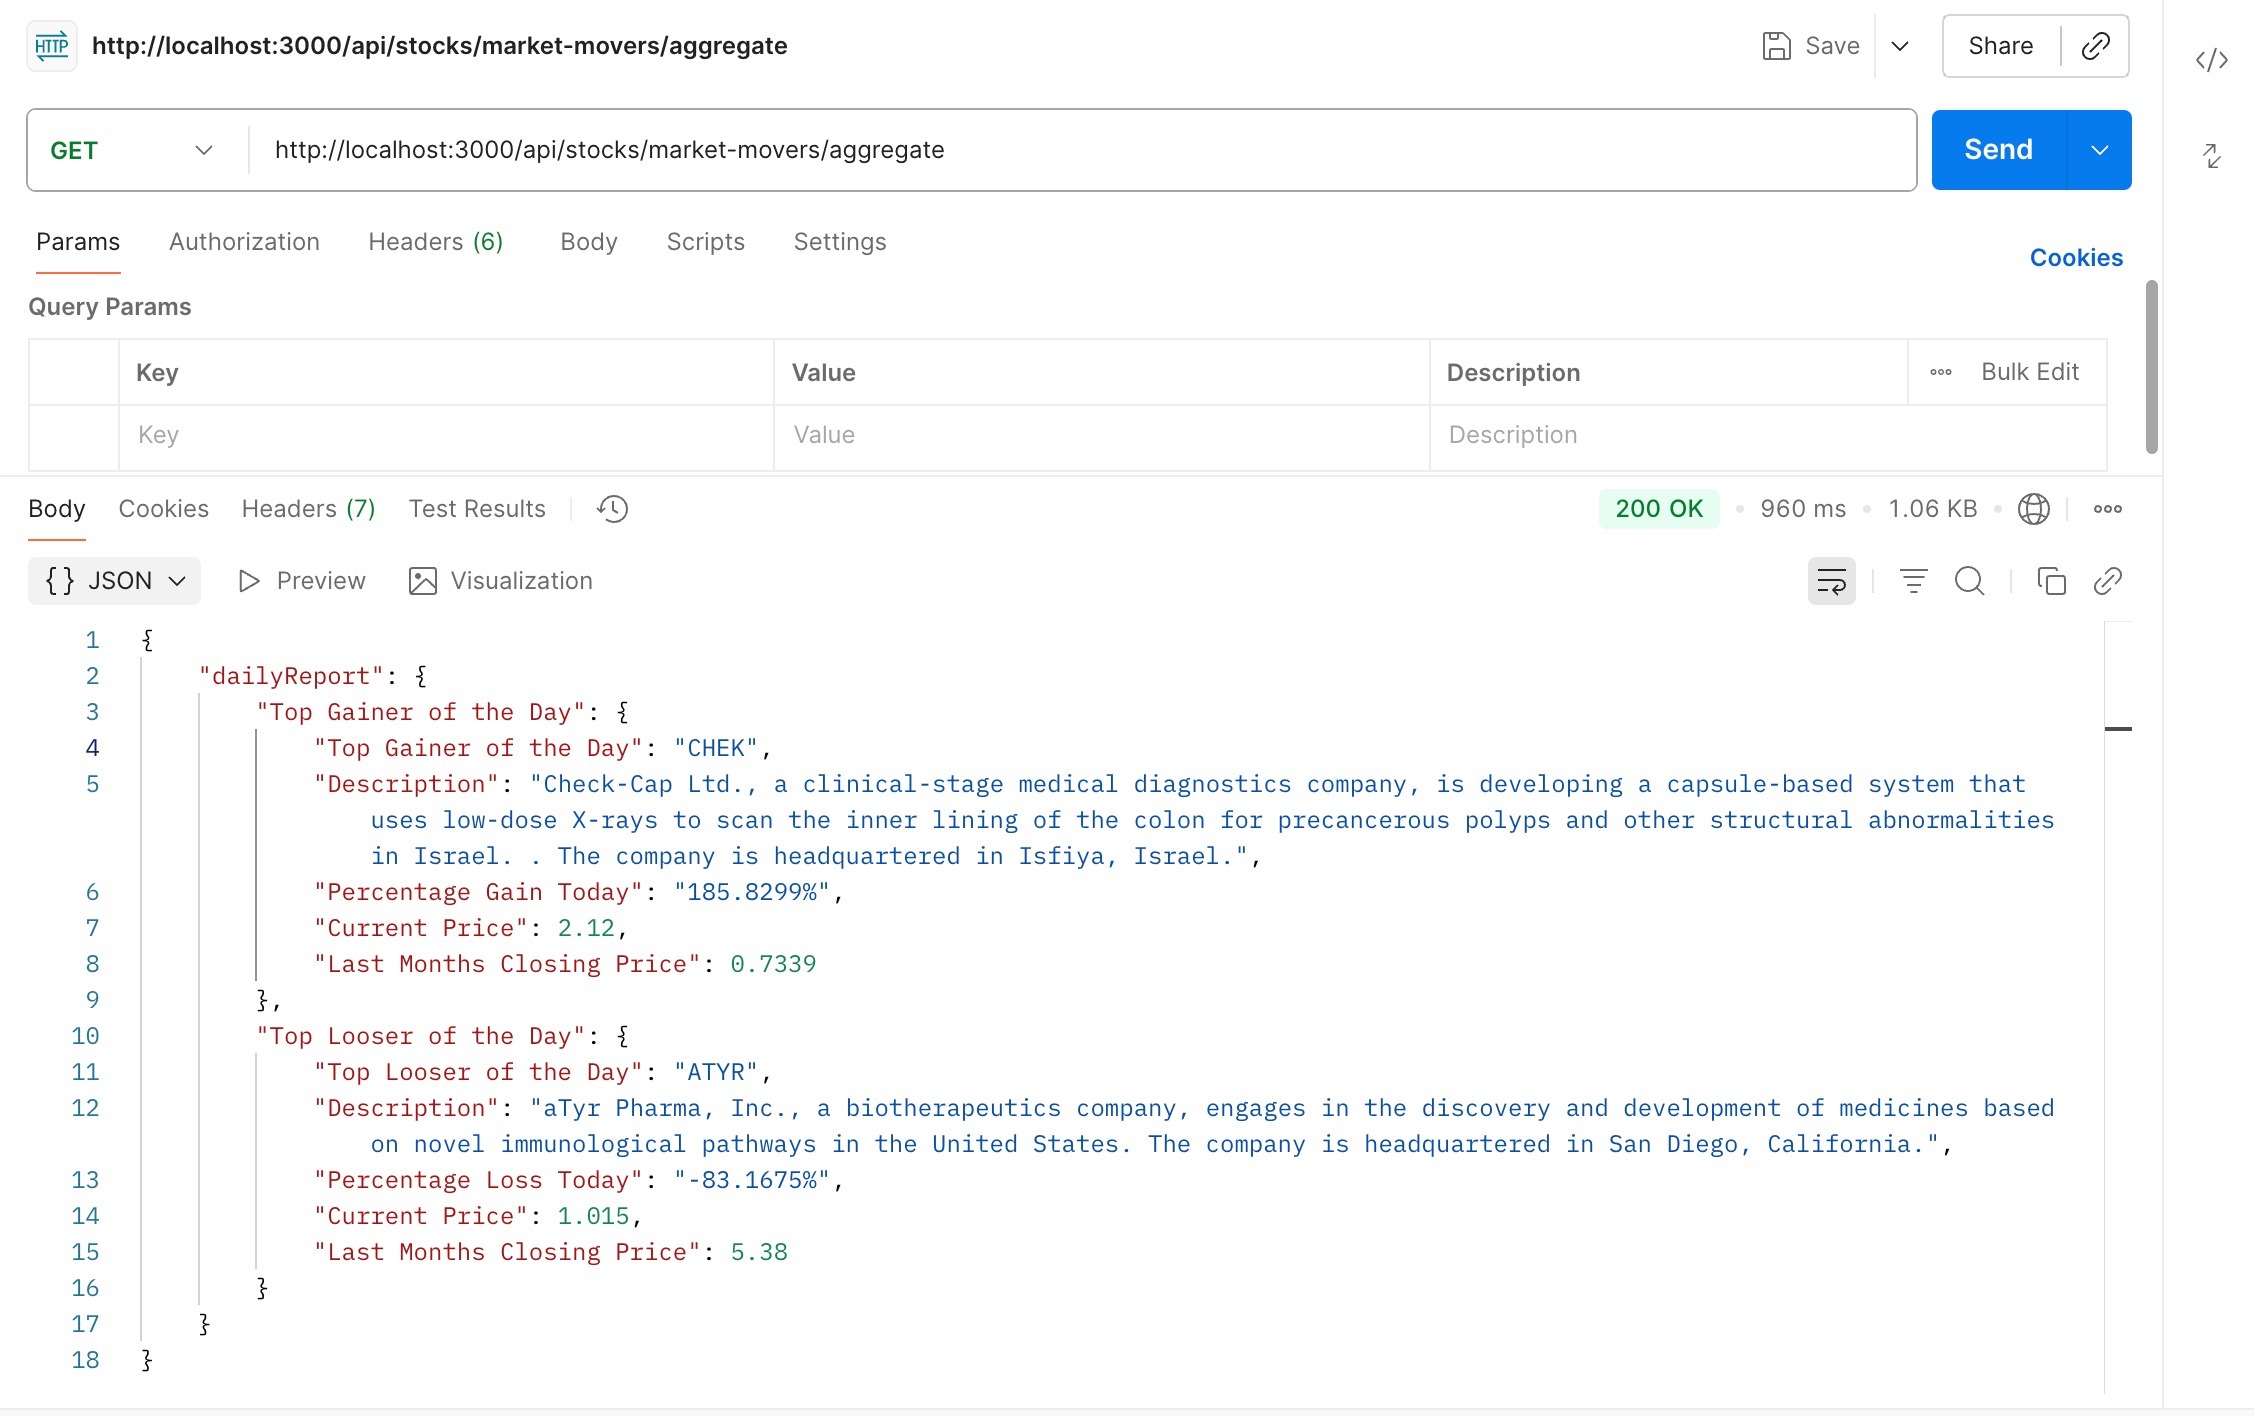 HTTP http://localhost:3000/api/stocks/market-movers/aggregate Save Share
GET http://localhost:3000/api/stocks/market-movers/aggregate Send
Params Authorization Headers (6) Body Scripts Settings
Cookies
Query Params
Key Value Description Bulk Edit
Key Value Description
Body Cookies Headers (7) Test Results 200 OK 960 ms 1.06 KB
{} JSON Preview Visualization
1 {
2 "dailyReport": {
3 "Top Gainer of the Day": {
4 "Top Gainer of the Day": "CHEK",
5 "Description": "Check-Cap Ltd., a clinical-stage medical diagnostics company, is developing a capsule-based system that
uses low-dose X-rays to scan the inner lining of the colon for precancerous polyps and other structural abnormalities
in Israel. . The company is headquartered in Isfiya, Israel.",
6 "Percentage Gain Today": "185.8299%",
7 "Current Price": 2.12,
8 "Last Months Closing Price": 0.7339
9 },
10 "Top Looser of the Day": {
11 "Top Looser of the Day": "ATYR",
12 "Description": "aTyr Pharma, Inc., a biotherapeutics company, engages in the discovery and development of medicines based
on novel immunological pathways in the United States. The company is headquartered in San Diego, California.",
13 "Percentage Loss Today": "-83.1675%",
14 "Current Price": 1.015,
15 "Last Months Closing Price": 5.38
16 }
17 }
18 }